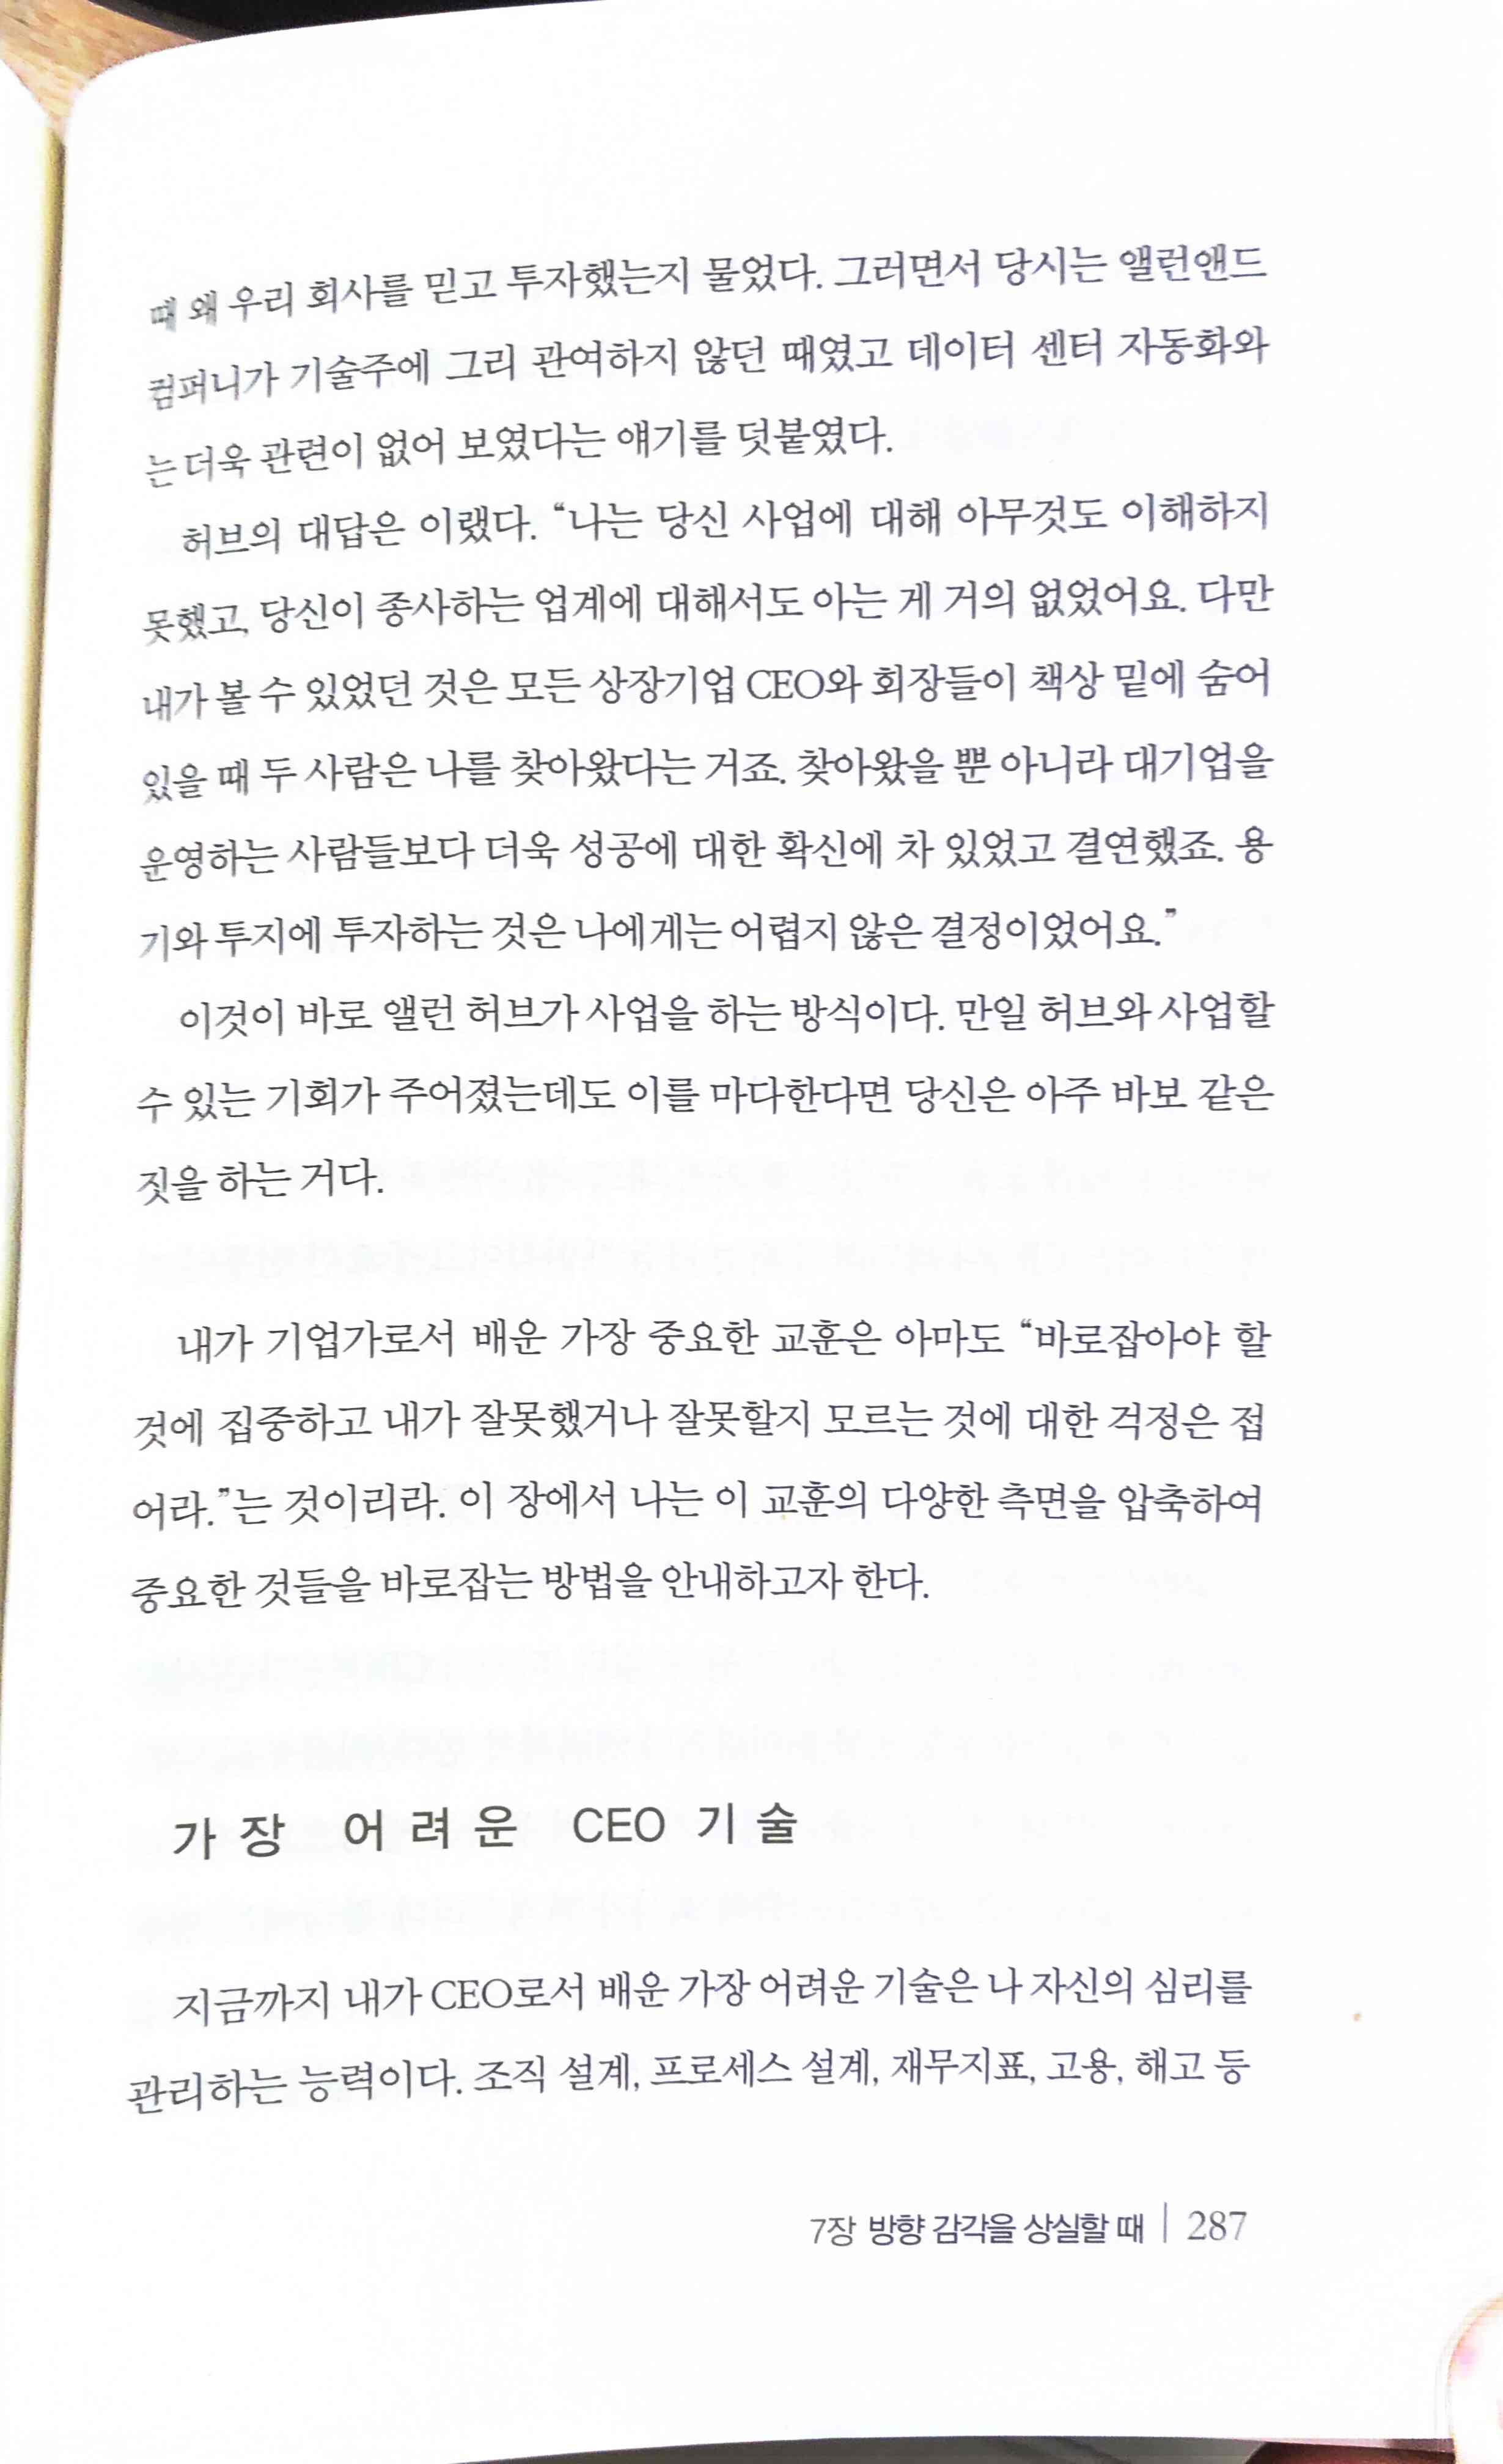 때 왜 우리 회사를 믿고 투자했는지 물었다. 그러면서 당시는 앨런앤드
컴퍼니가 기술주에 그리 관여하지 않던 때였고 데이터 센터 자동화와
는 더욱 관련이 없어 보였다는 얘기를 덧붙였다.
허브의 대답은 이랬다. “나는 당신 사업에 대해 아무것도 이해하지
못했고, 당신이 종사하는 업계에 대해서도 아는 게 거의 없었어요. 다만
내가 볼 수 있었던 것은 모든 상장기업 CEO와 회장들이 책상 밑에 숨어
있을 때 두 사람은 나를 찾아왔다는 거죠. 찾아왔을 뿐 아니라 대기업을
운영하는 사람들보다 더욱 성공에 대한 확신에 차 있었고 결연했죠. 용
기와 투지에 투자하는 것은 나에게는 어렵지 않은 결정이었어요.”
이것이 바로 앨런 허브가 사업을 하는 방식이다. 만일 허브와 사업할
수 있는 기회가 주어졌는데도 이를 마다한다면 당신은 아주 바보 같은
짓을 하는 거다.
내가 기업가로서 배운 가장 중요한 교훈은 아마도 “바로잡아야 할
것에 집중하고 내가 잘못했거나 잘못할지 모르는 것에 대한 걱정은 접
어라.”는 것이리라. 이 장에서 나는 이 교훈의 다양한 측면을 압축하여
중요한 것들을 바로잡는 방법을 안내하고자 한다.
가장 어려운 CEO 기술
지금까지 내가 CEO로서 배운 가장 어려운 기술은 나 자신의 심리를
관리하는 능력이다. 조직 설계, 프로세스 설계, 재무지표, 고용, 해고 등
7장 방향 감각을 상실할 때 | 287